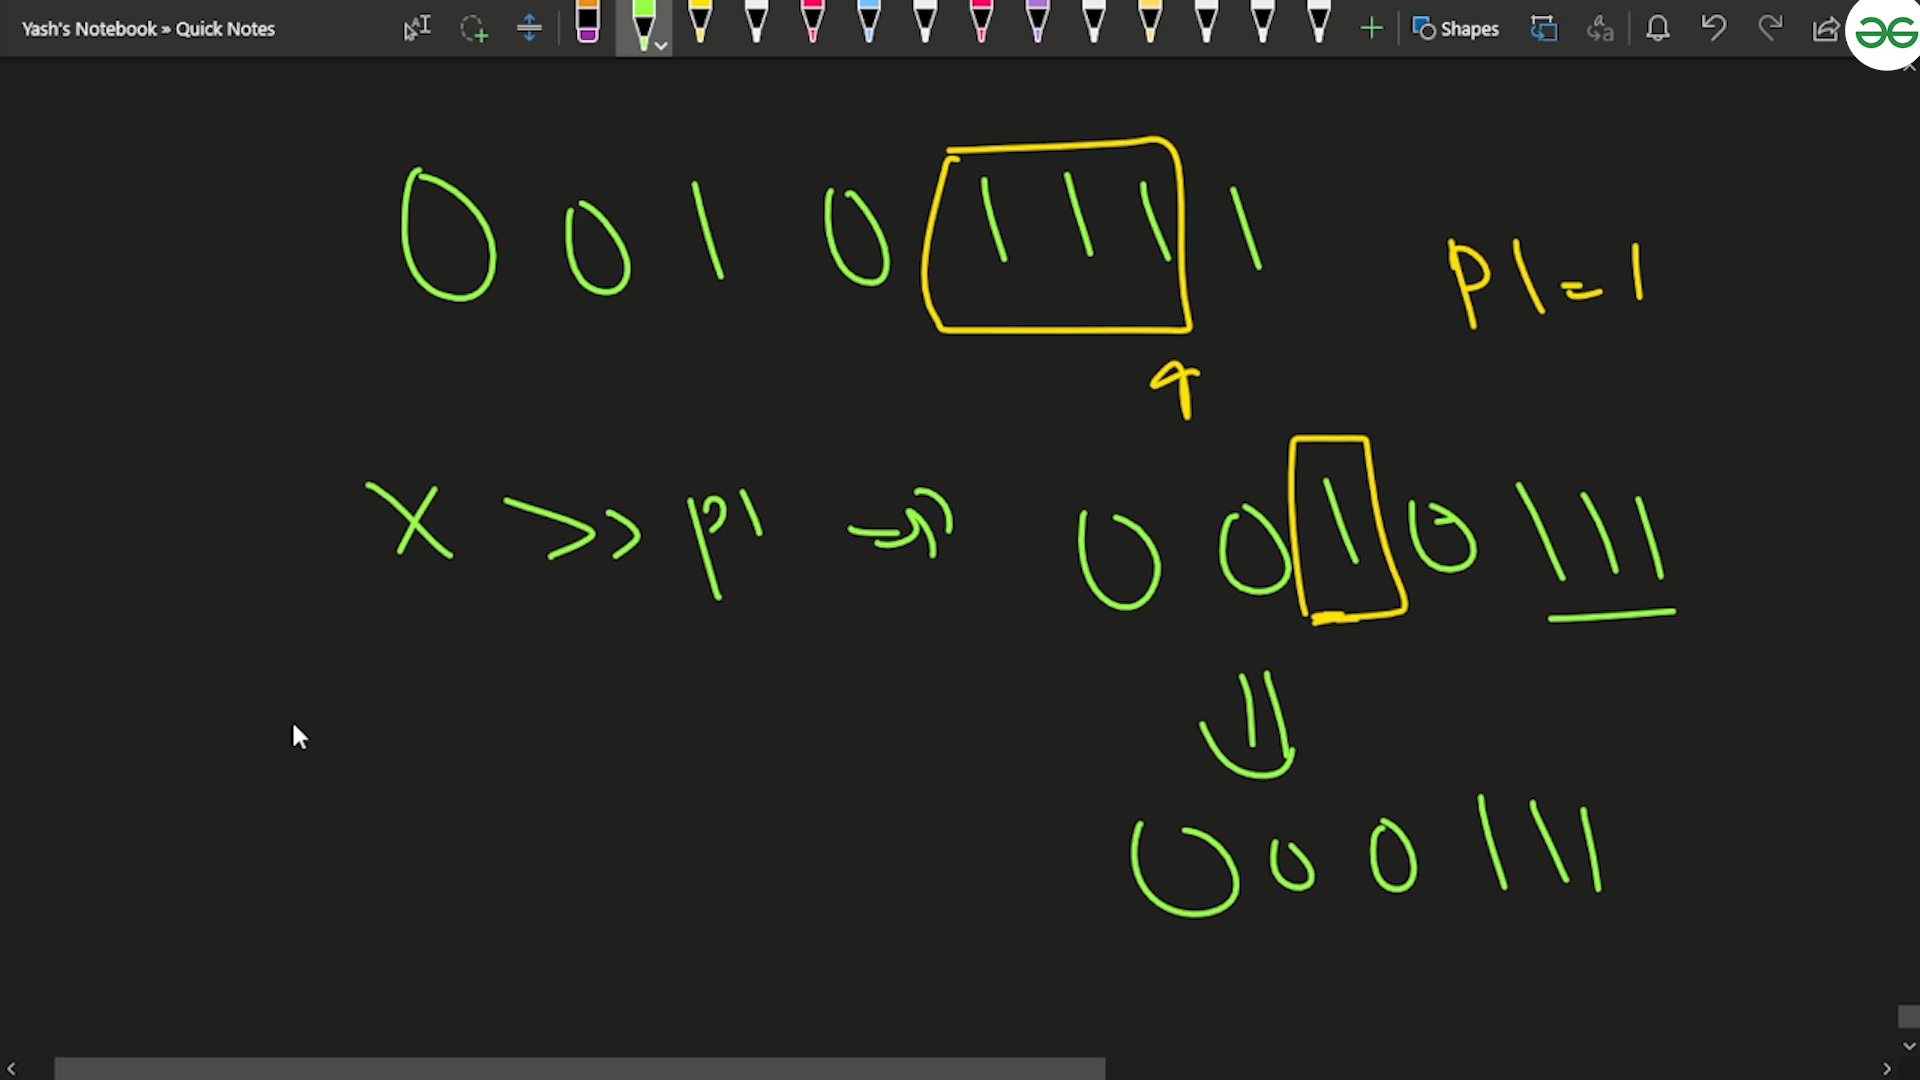 Yash's Notebook » Quick Notes
Shapes
0 0 1 0 1 1 1 1
p1 = 1
x >> p1 → 0 0 1 0 1 1 1
0 0 0 1 1 1